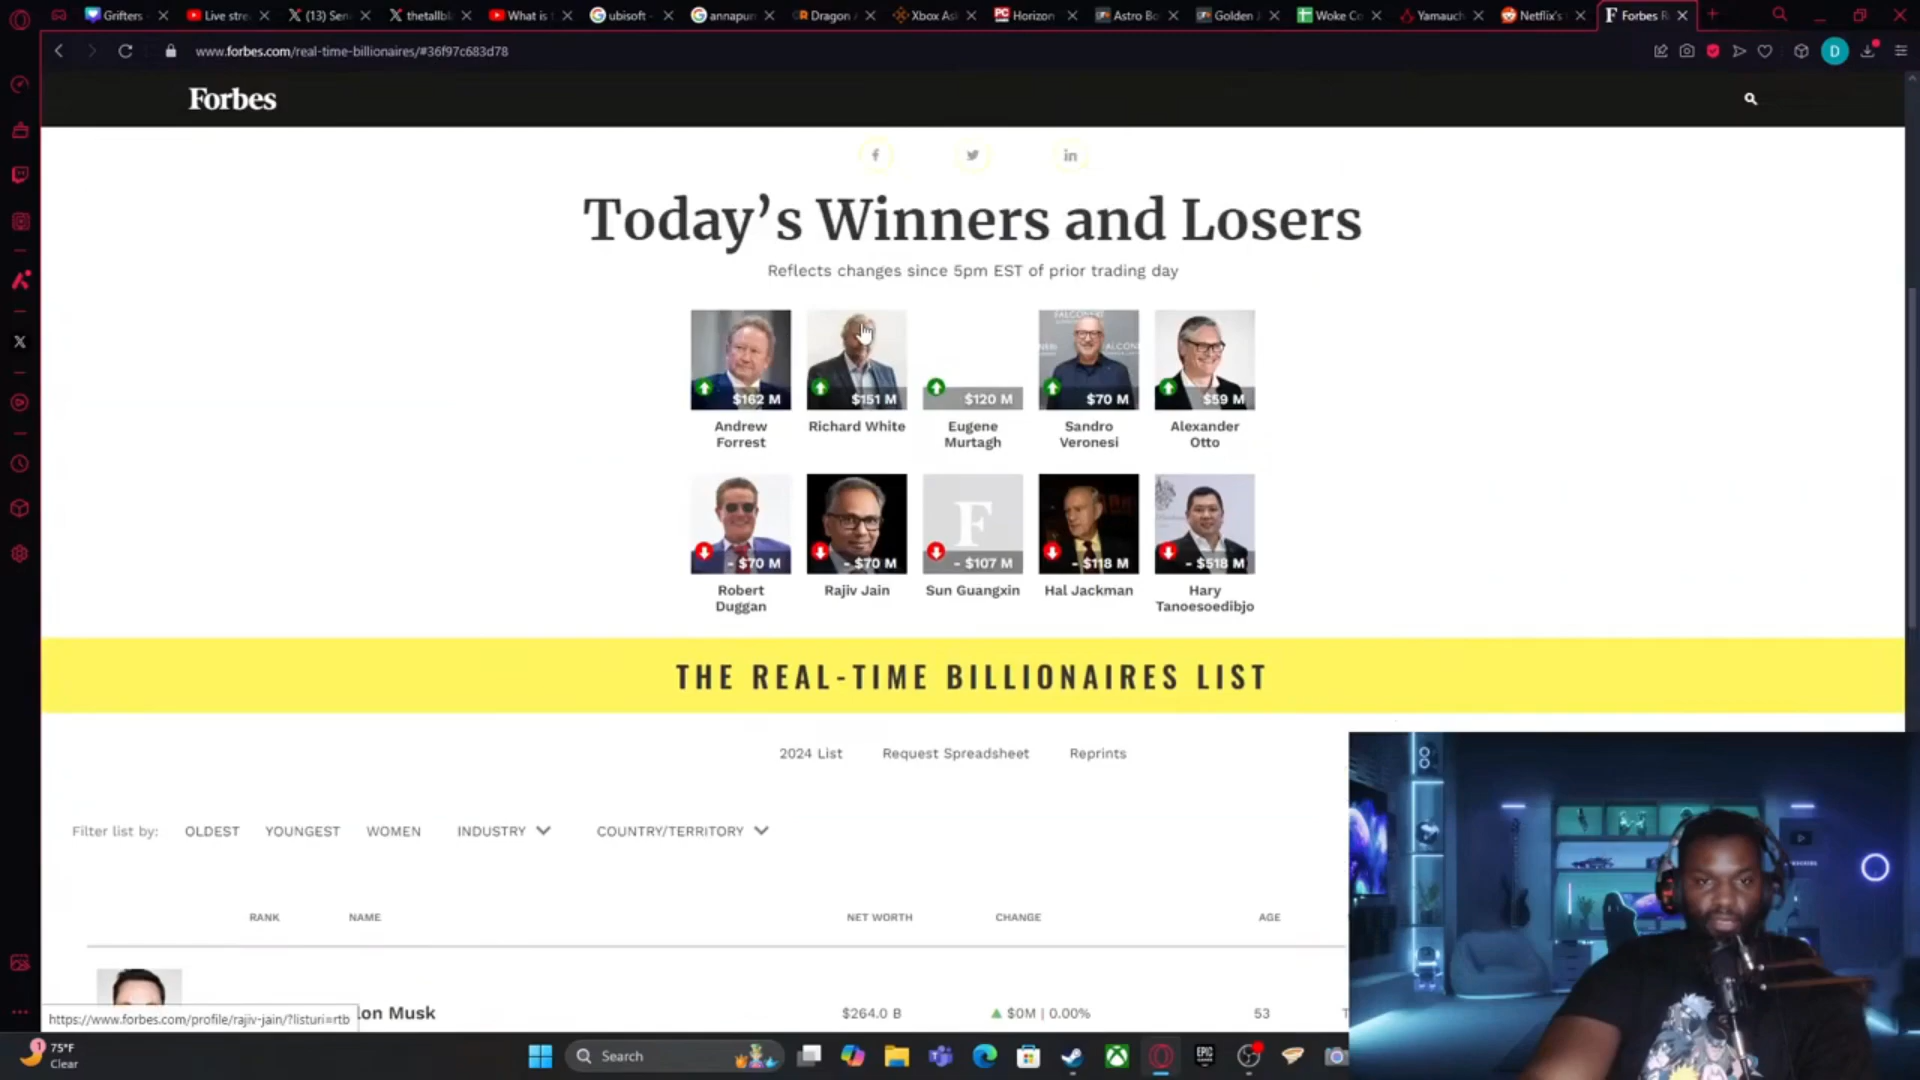 Grifters
Live stre
(13) Sen
thetallbl
What is
ubisoft -
annapur
Dragon
Xbox As
Horizon
Astro Bo
Golden J
Woke Co
Yamauch
Netflix's
Forbes R
www.forbes.com/real-time-billionaires/#36f97c683d78
D
Forbes
Today's Winners and Losers
Reflects changes since 5pm EST of prior trading day
FALCONERI
$162 M
$151 M
$120 M
$70 M
$59 M
Andrew Forrest
Richard White
Eugene Murtagh
Sandro Veronesi
Alexander Otto
F
- $70 M
- $70 M
- $107 M
- $118 M
- $518 M
Robert Duggan
Rajiv Jain
Sun Guangxin
Hal Jackman
Hary Tanoesoedibjo
THE REAL-TIME BILLIONAIRES LIST
2024 List
Request Spreadsheet
Reprints
Filter list by:
OLDEST
YOUNGEST
WOMEN
INDUSTRY
COUNTRY/TERRITORY
RANK
NAME
NET WORTH
CHANGE
AGE
lon Musk
$264.0 B
$0M | 0.00%
53
https://www.forbes.com/profile/rajiv-jain/?listuri=rtb
1
75°F
Clear
Search
EPIC